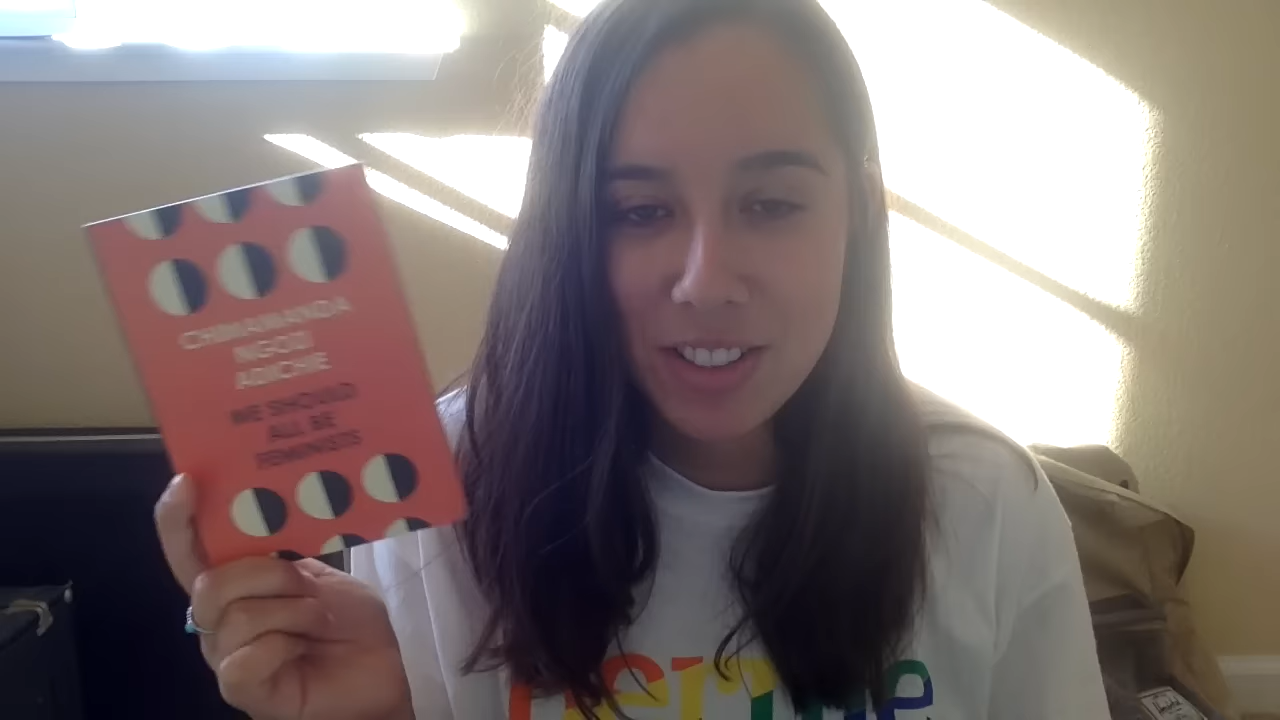 CHIMAMANDA
NGOZI
ADICHIE
WE SHOULD
ALL BE
FEMINISTS